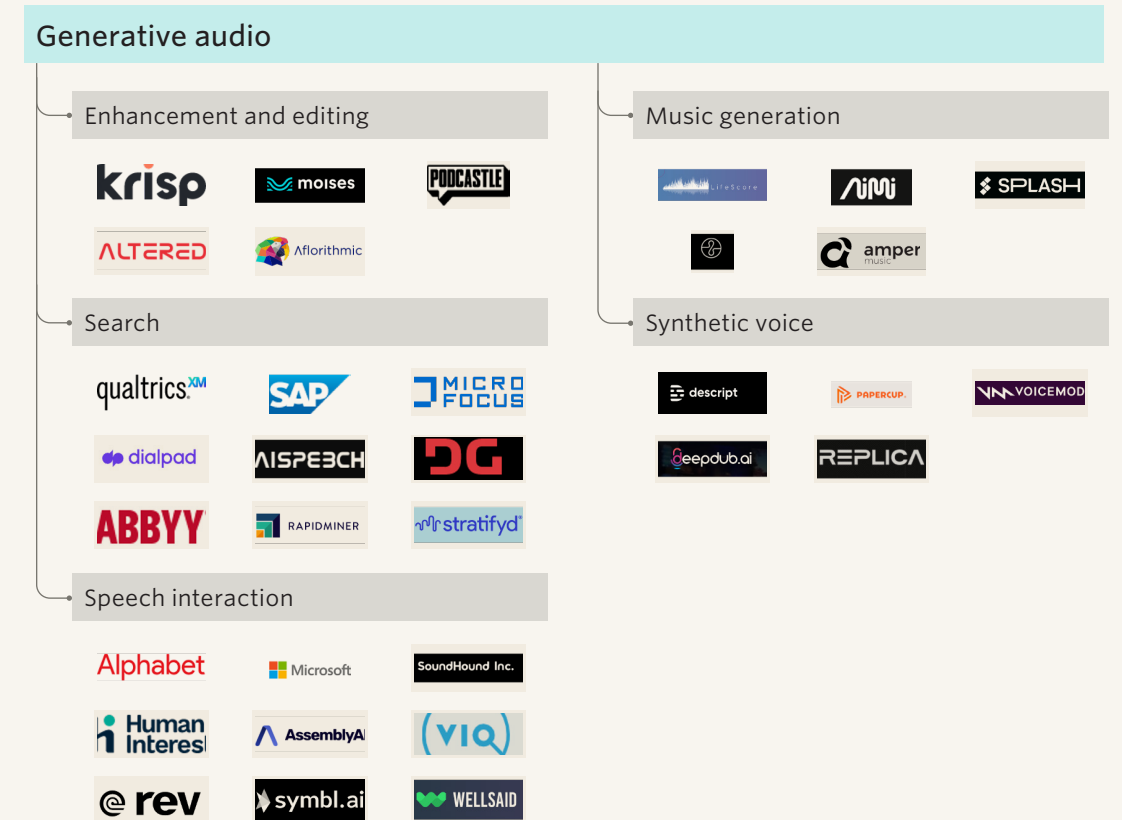 Generative audio
Enhancement and editing
krisp
moises
PODCASTLE
ALTERED
Aflorithmic
Search
qualtrics.XM
SAP
MICRO
FOCUS
dialpad
AISPEECH
DG
ABBYY
RAPIDMINER
stratifyd
Speech interaction
Alphabet
Microsoft
SoundHound Inc.
Human
Interes
AssemblyA
VIQ
rev
symbl.ai
WELLSAID
Music generation
LifeScore
AiMi
SPLASH
amper
music
Synthetic voice
descript
PAPERCUP.
VOICEMOD
deepdub.ai
REPLICA